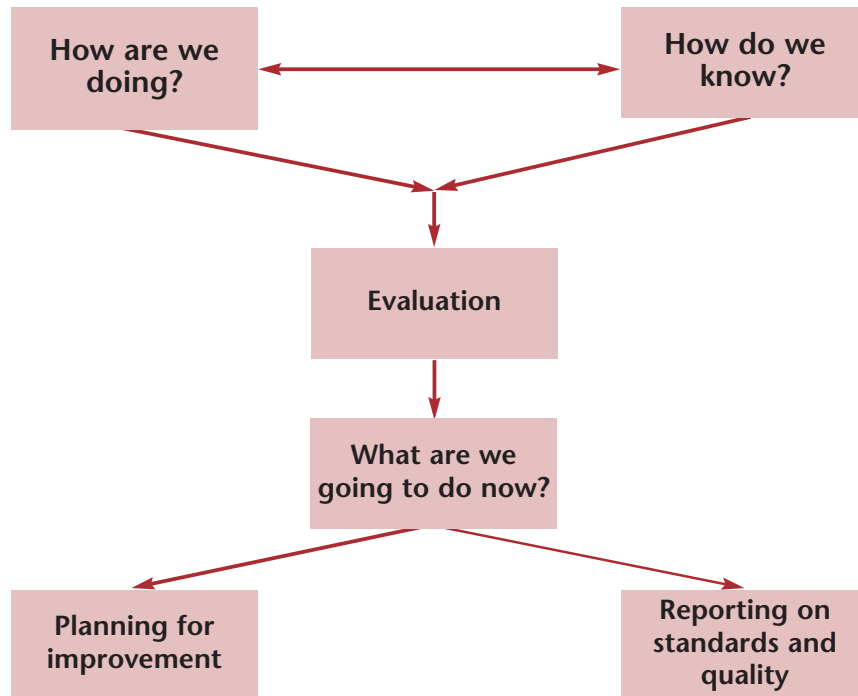 How are we
doing?
How do we
know?
Evaluation
What are we
going to do now?
Planning for
improvement
Reporting on
standards and
quality